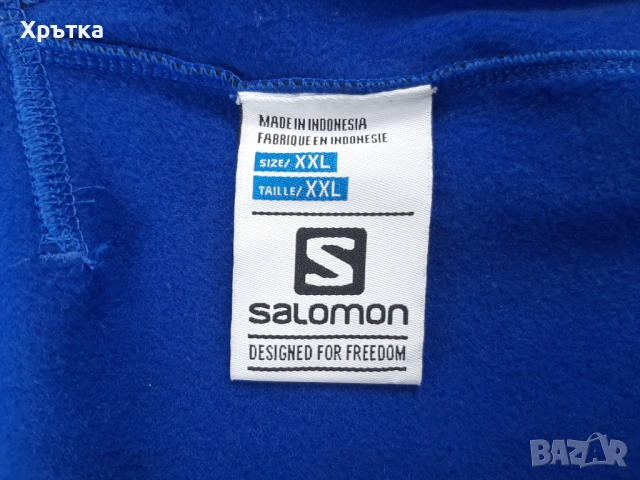 Хрътка
MADE IN INDONESIA
FABRIQUE EN INDONESIE
SIZE/ XXL
TAILLE/ XXL
S
SALOMON
DESIGNED FOR FREEDOM
BAZAR